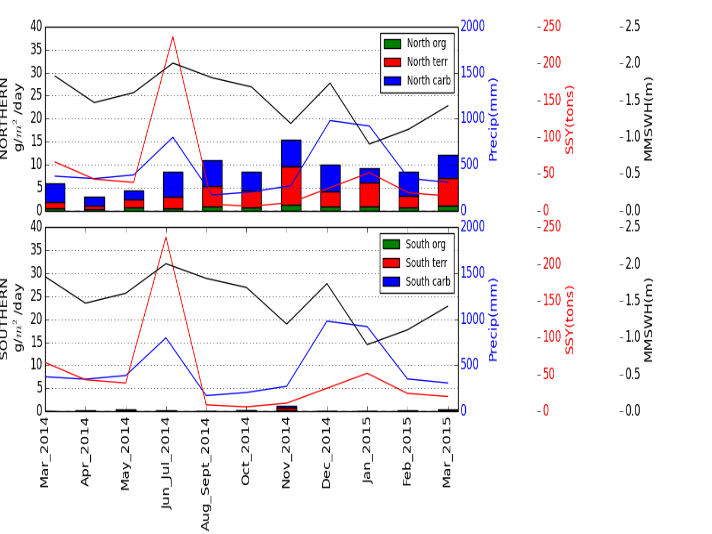 40
35
30
25
20
15
10
5
0
NORTHERN
g/m² /day
North org
North terr
North carb
2000
1500
1000
500
0
Precip(mm)
250
200
150
100
50
0
SSY(tons)
2.5
2.0
1.5
1.0
0.5
0.0
MMSWH(m)
40
35
30
25
20
15
10
5
0
SOUTHERN
g/m² /day
South org
South terr
South carb
2000
1500
1000
500
0
Precip(mm)
250
200
150
100
50
0
SSY(tons)
2.5
2.0
1.5
1.0
0.5
0.0
MMSWH(m)
Mar_2014
Apr_2014
May_2014
Jun_Jul_2014
Aug_Sept_2014
Oct_2014
Nov_2014
Dec_2014
Jan_2015
Feb_2015
Mar_2015